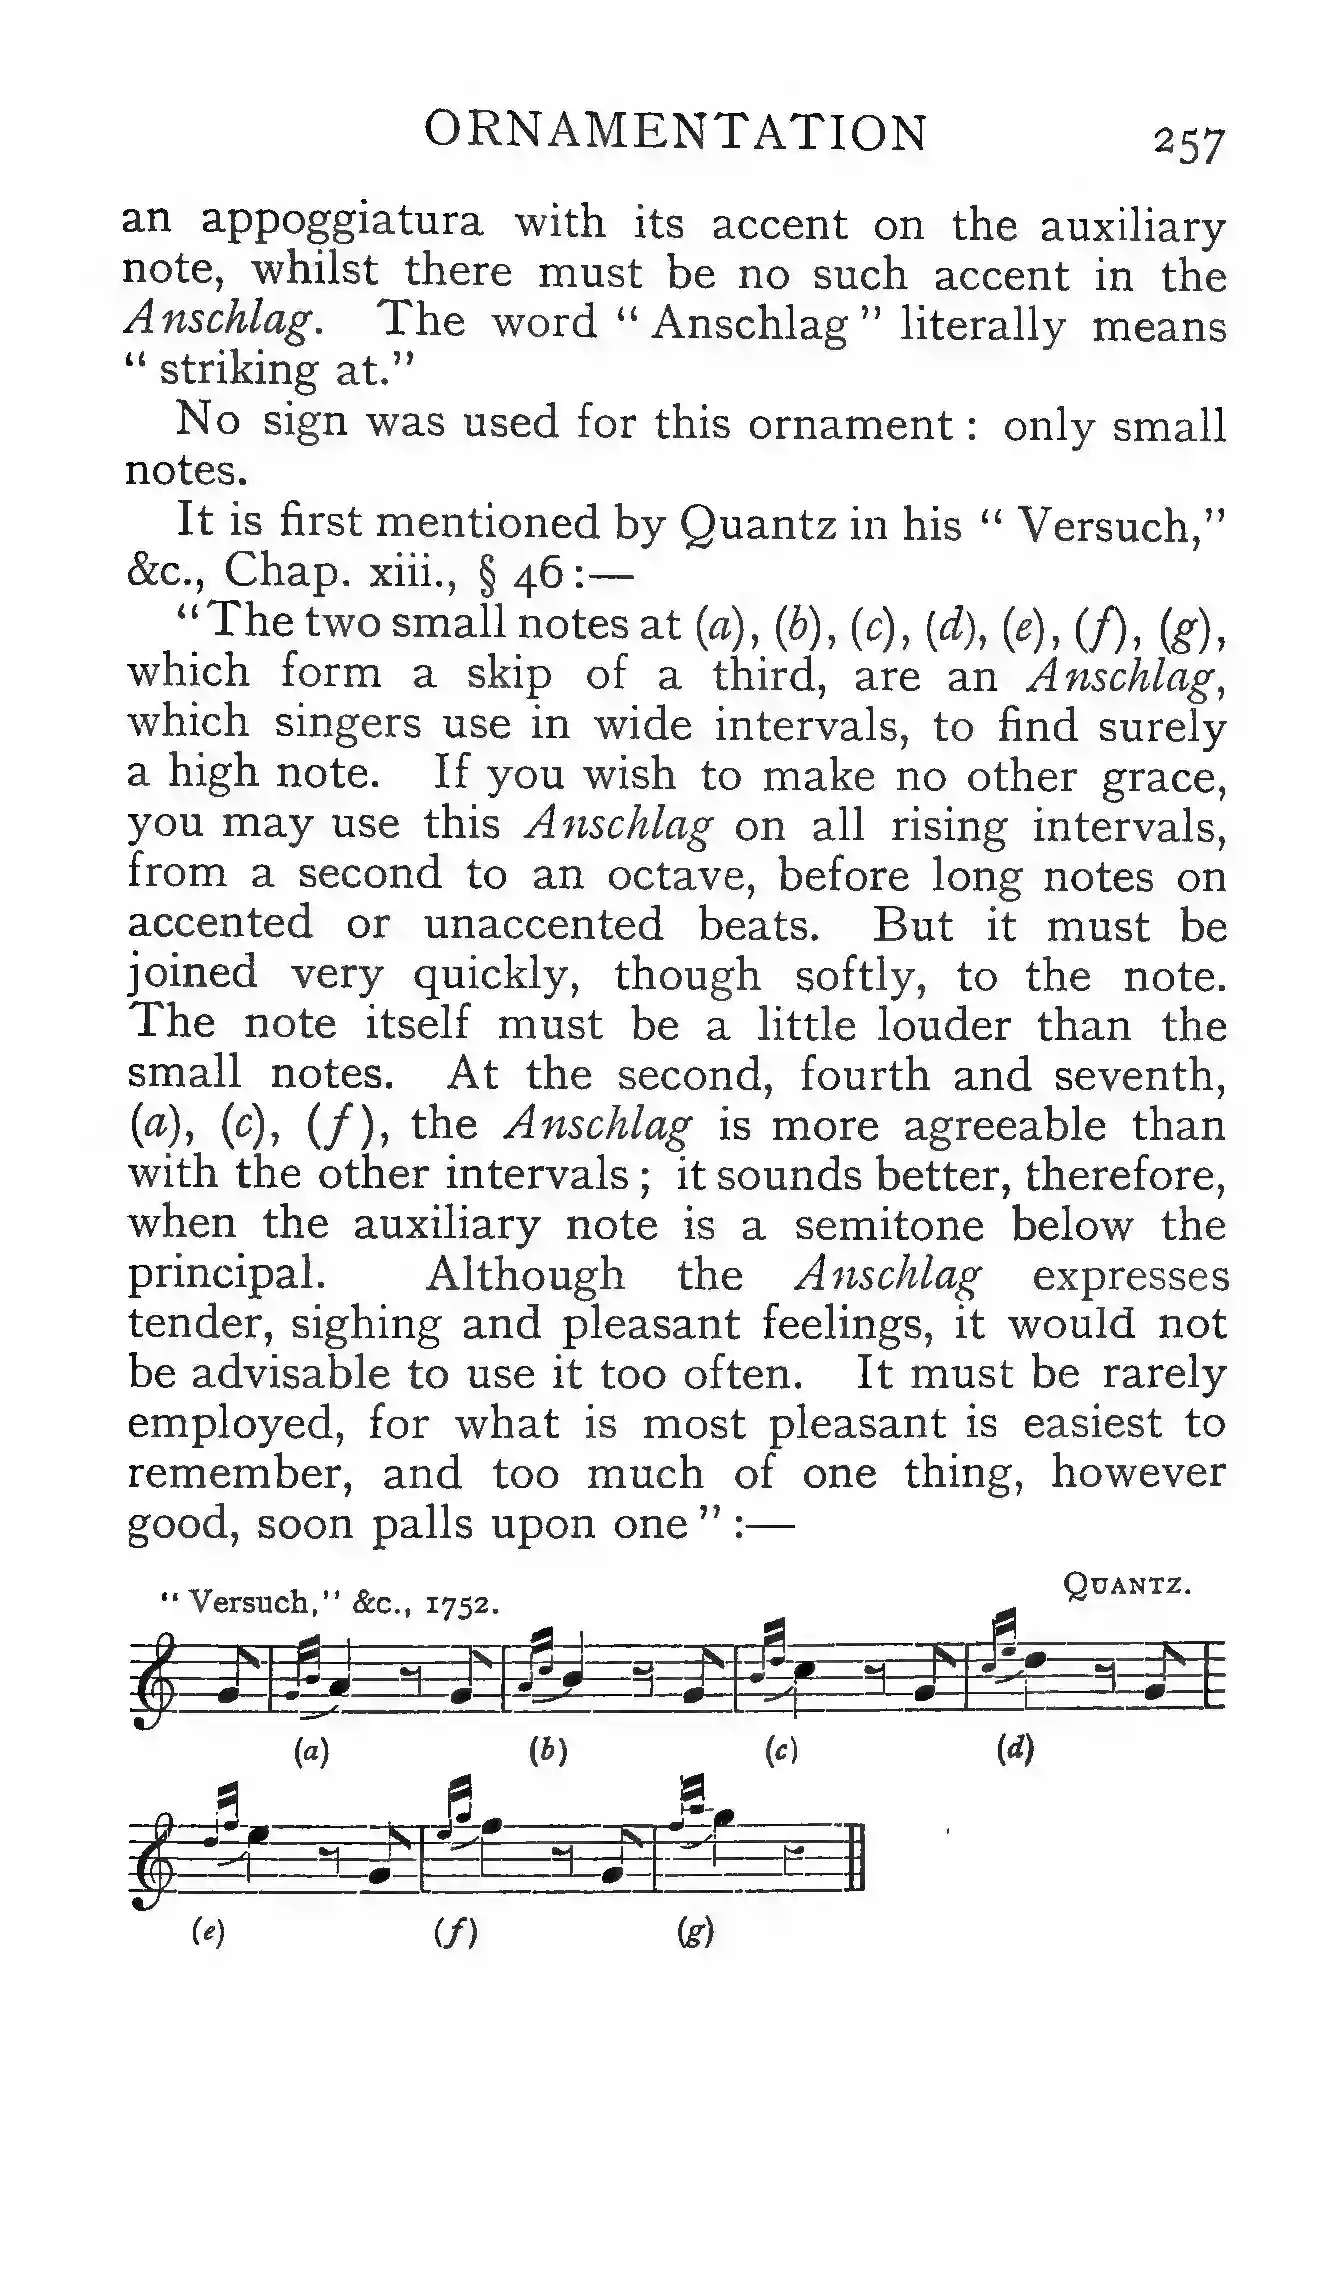 ORNAMENTATION 257
an appoggiatura with its accent on the auxiliary
note, whilst there must be no such accent in the
Anschlag. The word “ Anschlag ” literally means
“ striking at.”
No sign was used for this ornament : only small
notes.
It is first mentioned by Quantz in his “ Versuch,”
&c., Chap. xiii., § 46 :—
“ The two small notes at (a), (b), (c), (d), (e), (f), (g),
which form a skip of a third, are an Anschlag,
which singers use in wide intervals, to find surely
a high note. If you wish to make no other grace,
you may use this Anschlag on all rising intervals,
from a second to an octave, before long notes on
accented or unaccented beats. But it must be
joined very quickly, though softly, to the note.
The note itself must be a little louder than the
small notes. At the second, fourth and seventh,
(a), (c), (f), the Anschlag is more agreeable than
with the other intervals ; it sounds better, therefore,
when the auxiliary note is a semitone below the
principal. Although the Anschlag expresses
tender, sighing and pleasant feelings, it would not
be advisable to use it too often. It must be rarely
employed, for what is most pleasant is easiest to
remember, and too much of one thing, however
good, soon palls upon one ” :—
“ Versuch,” &c., 1752. QUANTZ.
(a) (b) (c) (d)
(e) (f) (g)